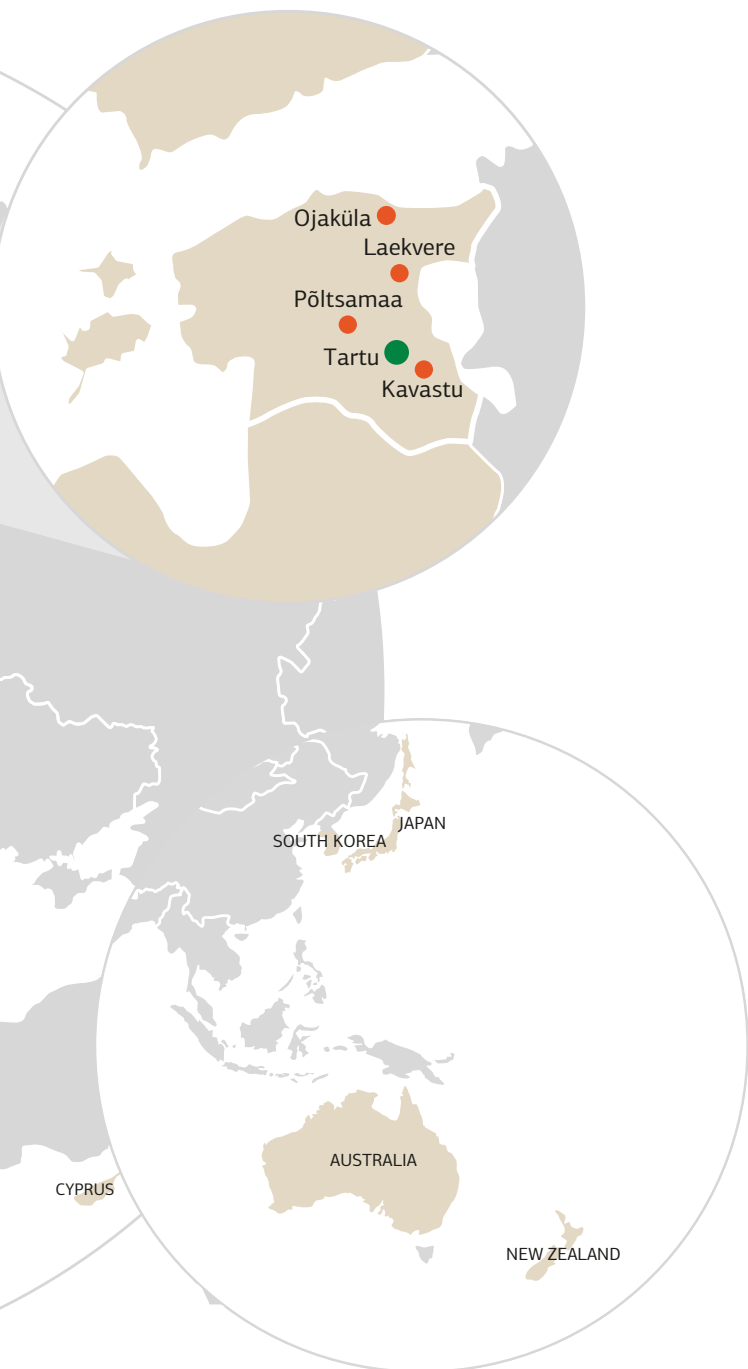 Ojaküla
Laekvere
Põltsamaa
Tartu
Kavastu
JAPAN
SOUTH KOREA
AUSTRALIA
CYPRUS
NEW ZEALAND